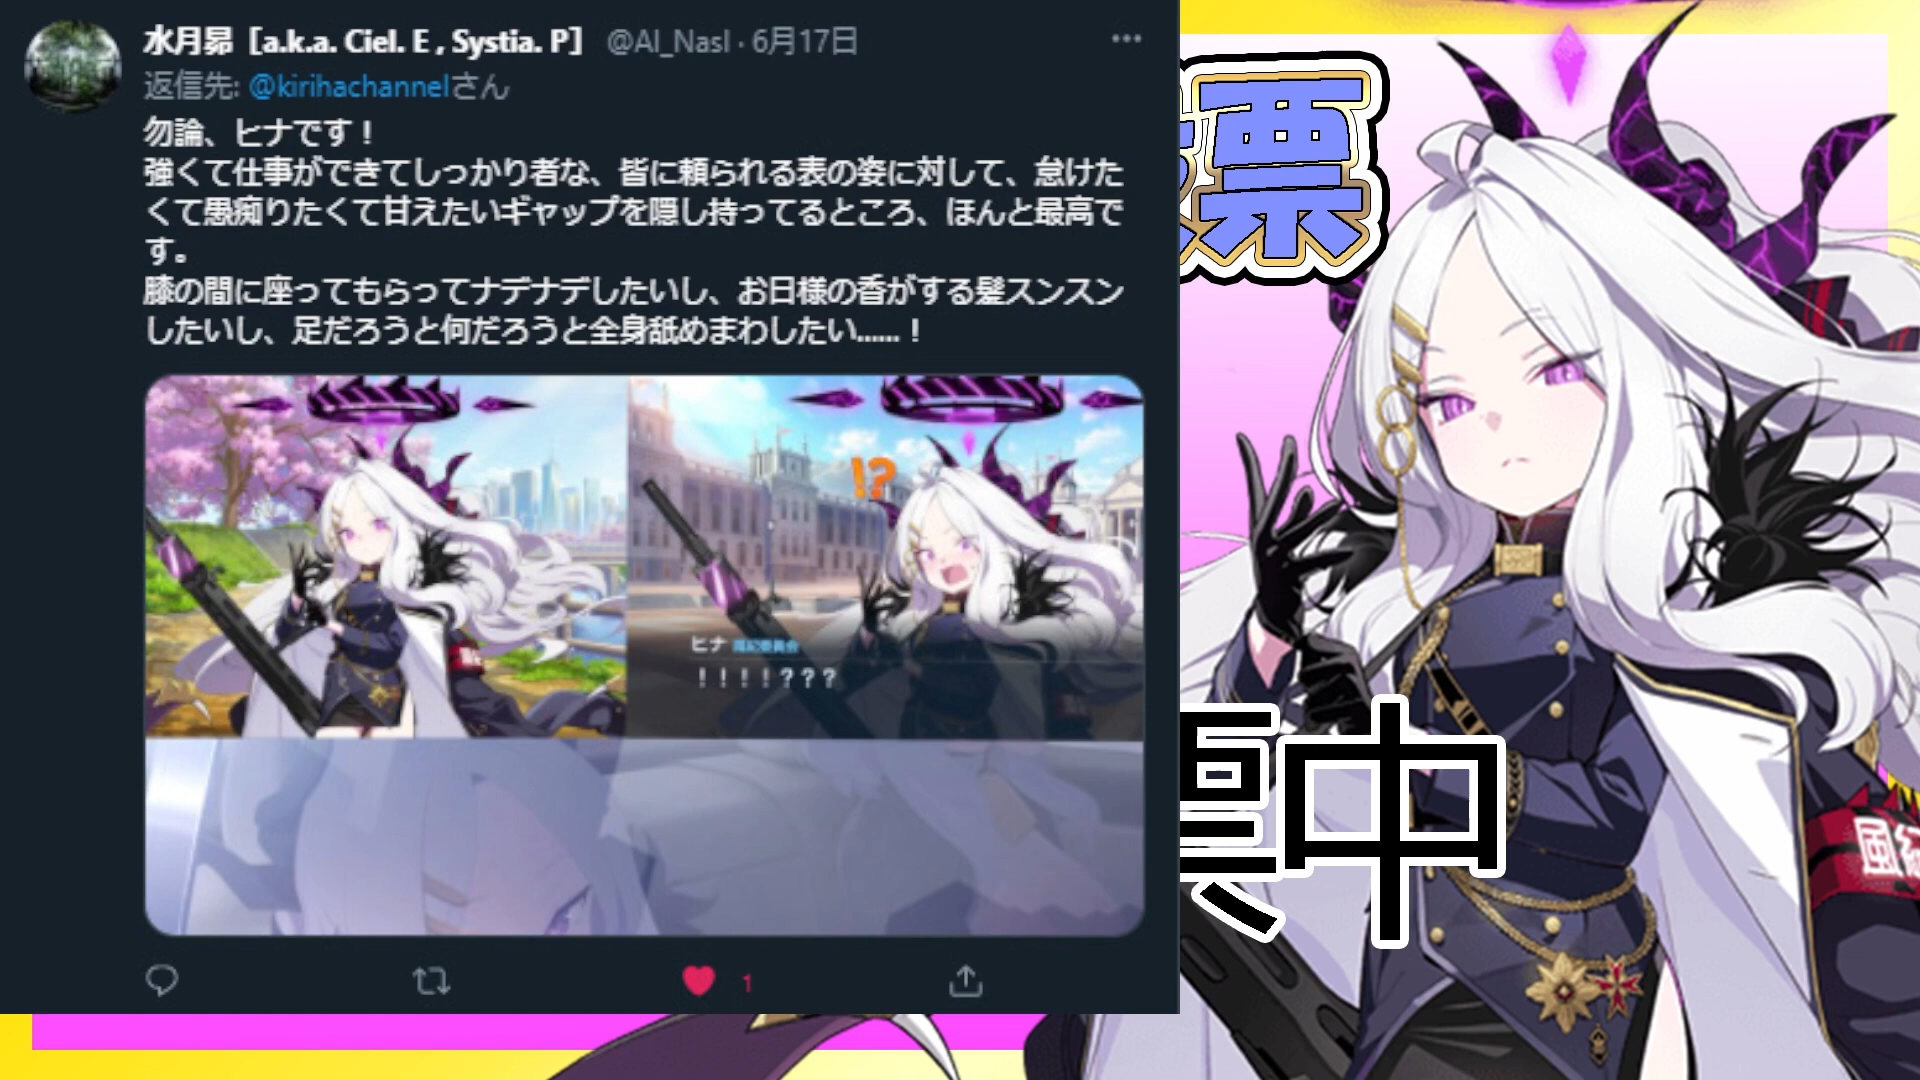 水月昴［a.k.a. Ciel. E , Systia. P］ @AI_Nasl · 6月17日
返信先: @kirihachannelさん
勿論、ヒナです！
強くて仕事ができてしっかり者な、皆に頼られる表の姿に対して、怠けた
くて愚痴りたくて甘えたいギャップを隠し持ってるところ、ほんと最高で
す。
膝の間に座ってもらってナデナデしたいし、お日様の香がする髪スンスン
したいし、足だろうと何だろうと全身舐めまわしたい......！
!?
ヒナ 風紀委員会
！！！！？？？
1
票
中
風紀